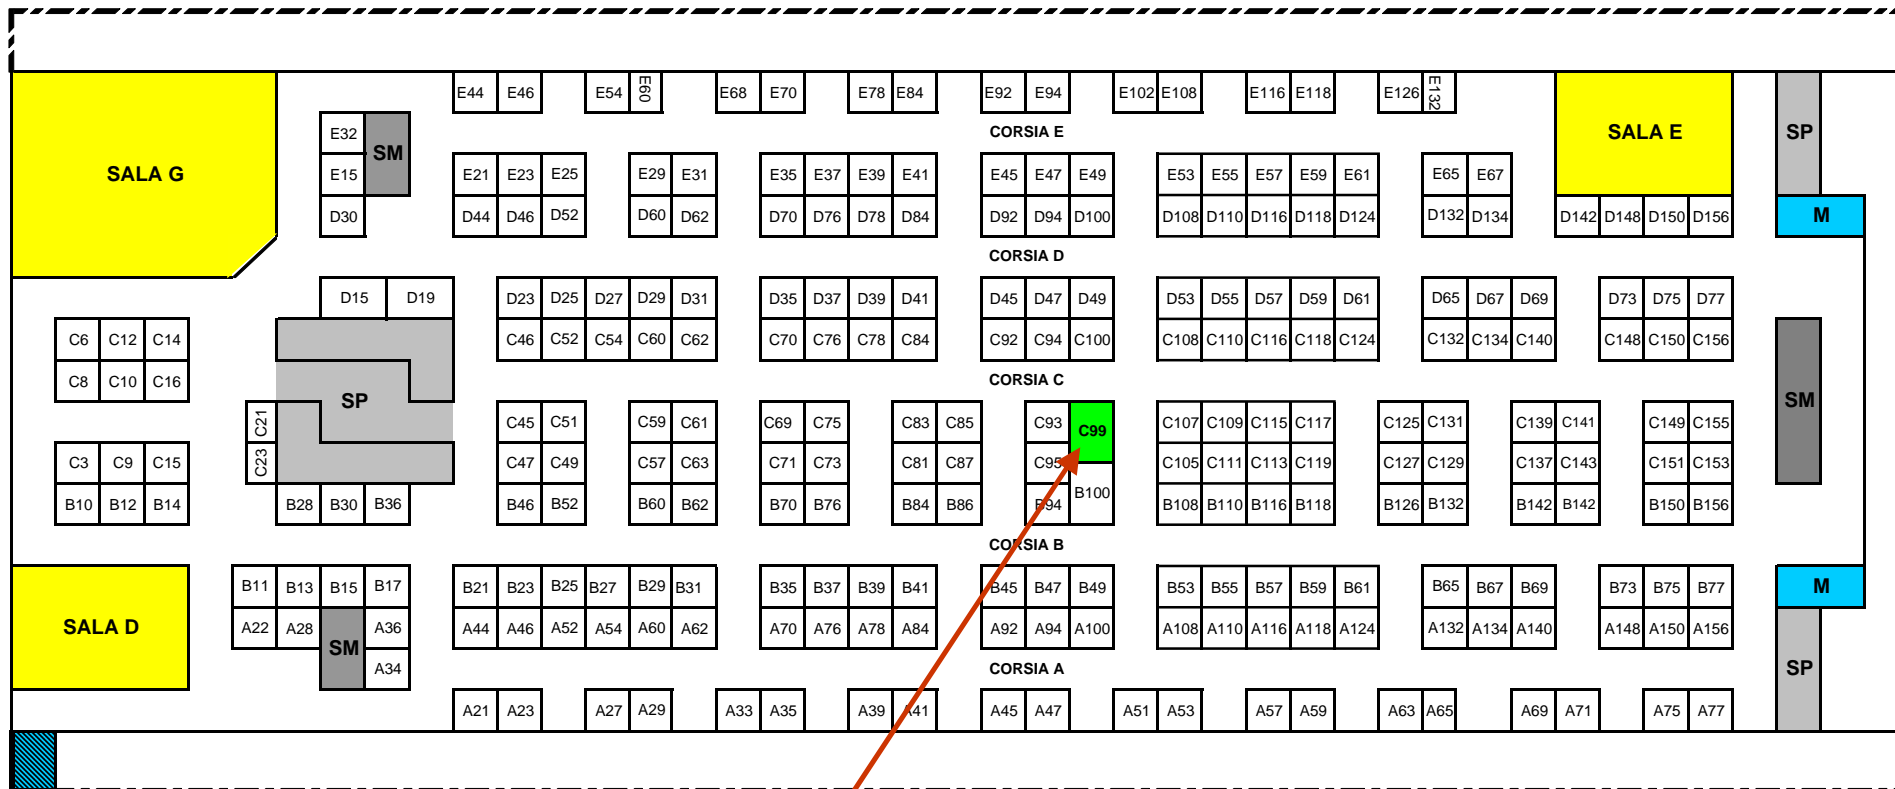 E44 E46 E54 E60 E68 E70 E78 E84 E92 E94 E102 E108 E116 E118 E126 E132
CORSIA E
SALA G
E32
SM
SALA E
SP
E15 E21 E23 E25 E29 E31 E35 E37 E39 E41 E45 E47 E49 E53 E55 E57 E59 E61 E65 E67
D30 D44 D46 D52 D60 D62 D70 D76 D78 D84 D92 D94 D100 D108 D110 D116 D118 D124 D132 D134 D142 D148 D150 D156 M
CORSIA D
D15 D19 D23 D25 D27 D29 D31 D35 D37 D39 D41 D45 D47 D49 D53 D55 D57 D59 D61 D65 D67 D69 D73 D75 D77
C6 C12 C14 C46 C52 C54 C60 C62 C70 C76 C78 C84 C92 C94 C100 C108 C110 C116 C118 C124 C132 C134 C140 C148 C150 C156
C8 C10 C16
CORSIA C
SP
SM
C21 C45 C51 C59 C61 C69 C75 C83 C85 C93 C99 C107 C109 C115 C117 C125 C131 C139 C141 C149 C155
C3 C9 C15 C23 C47 C49 C57 C63 C71 C73 C81 C87 C95 C105 C111 C113 C119 C127 C129 C137 C143 C151 C153
B10 B12 B14 B28 B30 B36 B46 B52 B60 B62 B70 B76 B84 B86 B94 B100 B108 B110 B116 B118 B126 B132 B142 B142 B150 B156
CORSIA B
B11 B13 B15 B17 B21 B23 B25 B27 B29 B31 B35 B37 B39 B41 B45 B47 B49 B53 B55 B57 B59 B61 B65 B67 B69 B73 B75 B77 M
SALA D
A22 A28 A36 A44 A46 A52 A54 A60 A62 A70 A76 A78 A84 A92 A94 A100 A108 A110 A116 A118 A124 A132 A134 A140 A148 A150 A156
SM
A34
CORSIA A
SP
A21 A23 A27 A29 A33 A35 A39 A41 A45 A47 A51 A53 A57 A59 A63 A65 A69 A71 A75 A77